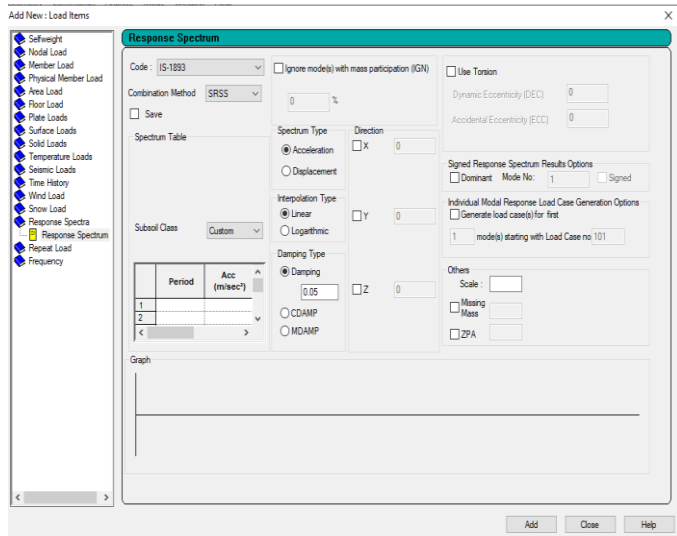 Add New : Load Items
X
Selfweight
Nodal Load
Member Load
Physical Member Load
Area Load
Floor Load
Plate Loads
Surface Loads
Solid Loads
Temperature Loads
Seismic Loads
Time History
Wind Load
Snow Load
Response Spectra
Response Spectrum
Repeat Load
Frequency
Response Spectrum
Code : IS-1893
Combination Method SRSS
Save
Spectrum Table
Subsoil Class Custom
Period Acc (m/sec²)
1
2
Ignore mode(s) with mass participation (IGN)
0 %
Spectrum Type
Acceleration
Displacement
Interpolation Type
Linear
Logarithmic
Damping Type
Damping
0.05
CDAMP
MDAMP
Direction
X 0
Y 0
Z 0
Use Torsion
Dynamic Eccentricity (DEC) 0
Accidental Eccentricity (ECC) 0
Signed Response Spectrum Results Options
Dominant Mode No: 1 Signed
Individual Modal Response Load Case Generation Options
Generate load case(s) for first
1 mode(s) starting with Load Case no 101
Others
Scale :
Missing
Mass
ZPA
Graph
Add Close Help